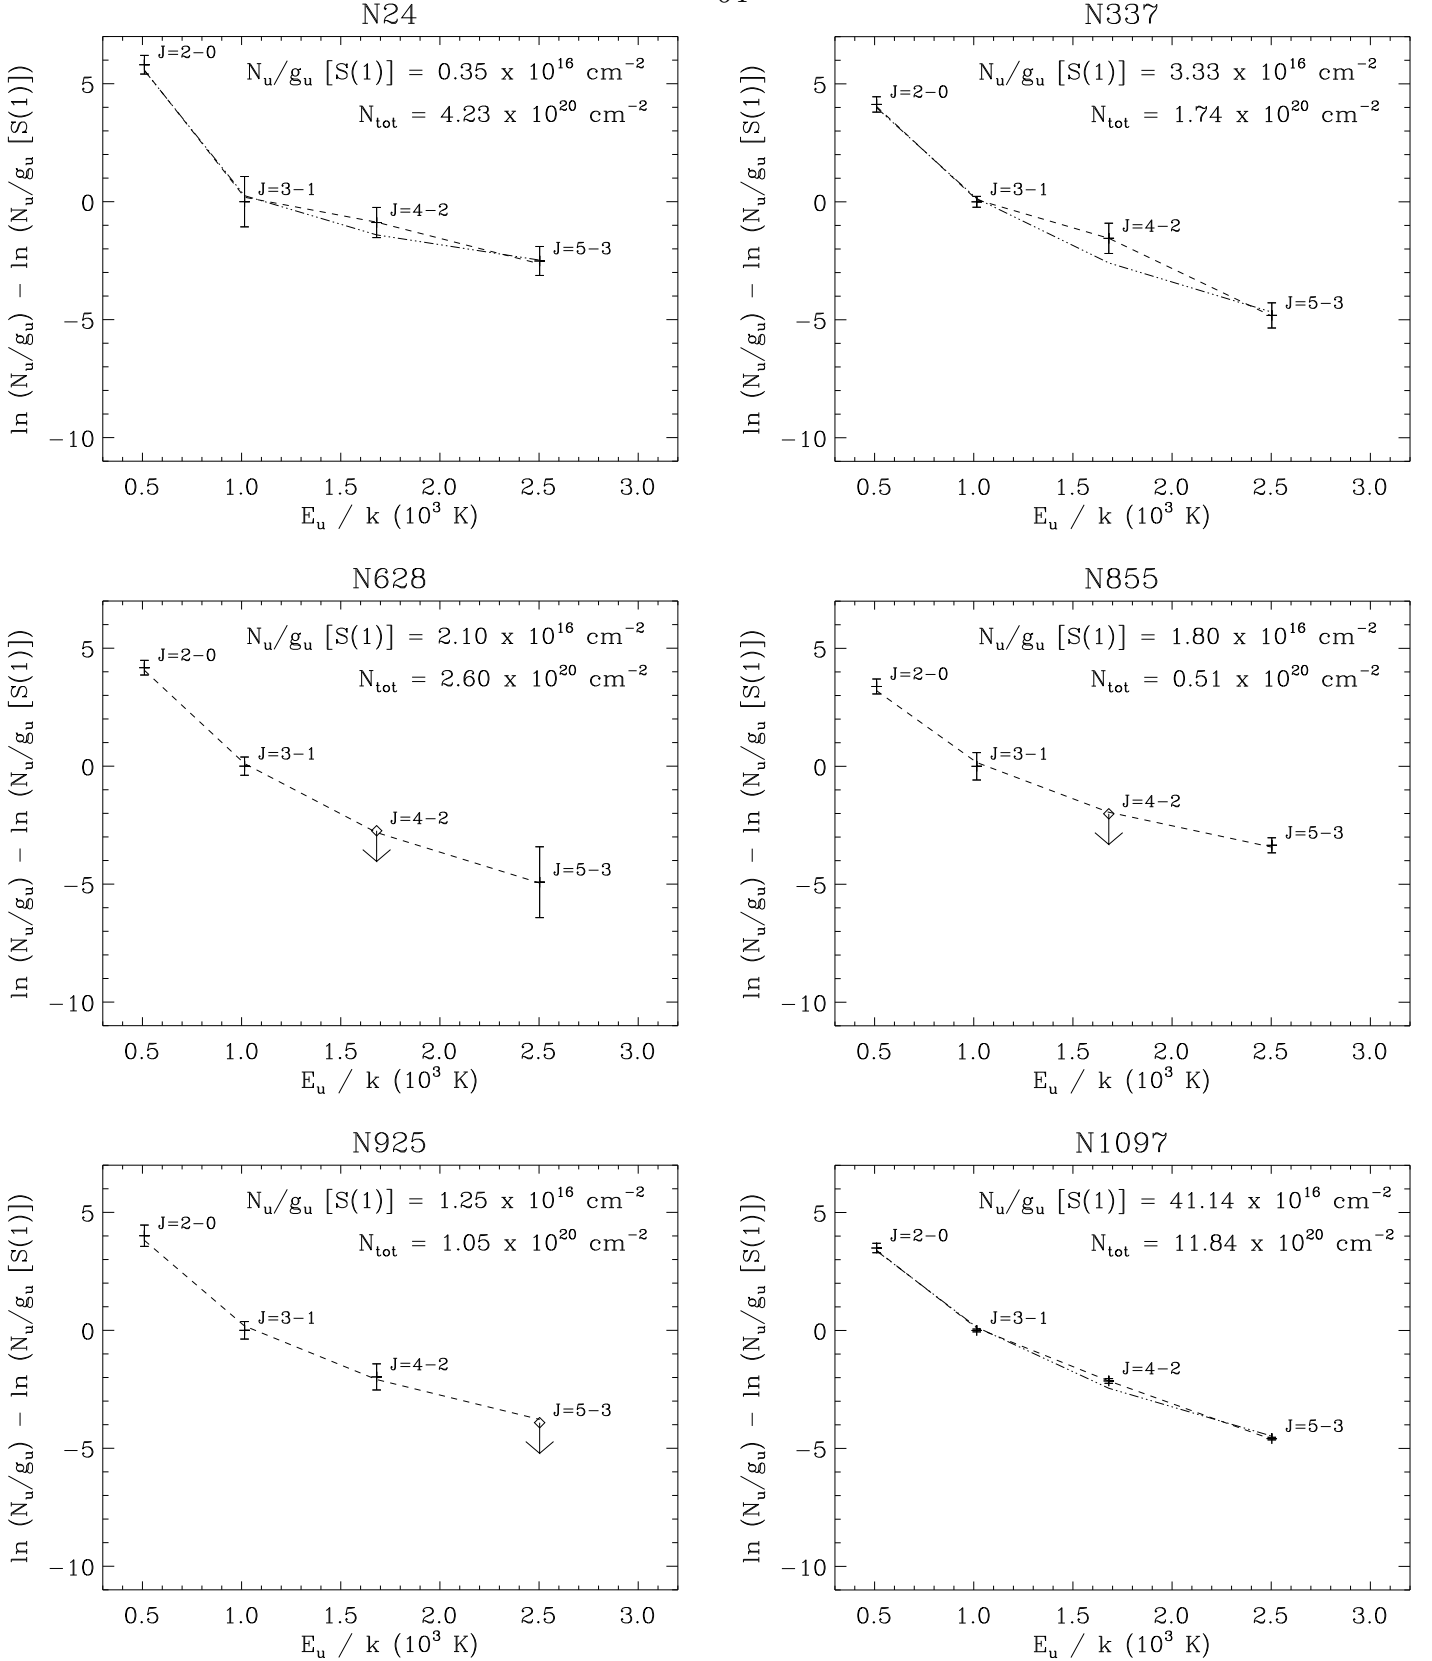 N24
N_u/g_u [S(1)] = 0.35 x 10^16 cm^−2
N_tot = 4.23 x 10^20 cm^−2
J=2−0
J=3−1
J=4−2
J=5−3
ln (N_u/g_u) − ln (N_u/g_u [S(1)])
5
0
−5
−10
0.5 1.0 1.5 2.0 2.5 3.0
E_u / k (10^3 K)
N337
N_u/g_u [S(1)] = 3.33 x 10^16 cm^−2
N_tot = 1.74 x 10^20 cm^−2
J=2−0
J=3−1
J=4−2
J=5−3
ln (N_u/g_u) − ln (N_u/g_u [S(1)])
5
0
−5
−10
0.5 1.0 1.5 2.0 2.5 3.0
E_u / k (10^3 K)
N628
N_u/g_u [S(1)] = 2.10 x 10^16 cm^−2
N_tot = 2.60 x 10^20 cm^−2
J=2−0
J=3−1
J=4−2
J=5−3
ln (N_u/g_u) − ln (N_u/g_u [S(1)])
5
0
−5
−10
0.5 1.0 1.5 2.0 2.5 3.0
E_u / k (10^3 K)
N855
N_u/g_u [S(1)] = 1.80 x 10^16 cm^−2
N_tot = 0.51 x 10^20 cm^−2
J=2−0
J=3−1
J=4−2
J=5−3
ln (N_u/g_u) − ln (N_u/g_u [S(1)])
5
0
−5
−10
0.5 1.0 1.5 2.0 2.5 3.0
E_u / k (10^3 K)
N925
N_u/g_u [S(1)] = 1.25 x 10^16 cm^−2
N_tot = 1.05 x 10^20 cm^−2
J=2−0
J=3−1
J=4−2
J=5−3
ln (N_u/g_u) − ln (N_u/g_u [S(1)])
5
0
−5
−10
0.5 1.0 1.5 2.0 2.5 3.0
E_u / k (10^3 K)
N1097
N_u/g_u [S(1)] = 41.14 x 10^16 cm^−2
N_tot = 11.84 x 10^20 cm^−2
J=2−0
J=3−1
J=4−2
J=5−3
ln (N_u/g_u) − ln (N_u/g_u [S(1)])
5
0
−5
−10
0.5 1.0 1.5 2.0 2.5 3.0
E_u / k (10^3 K)